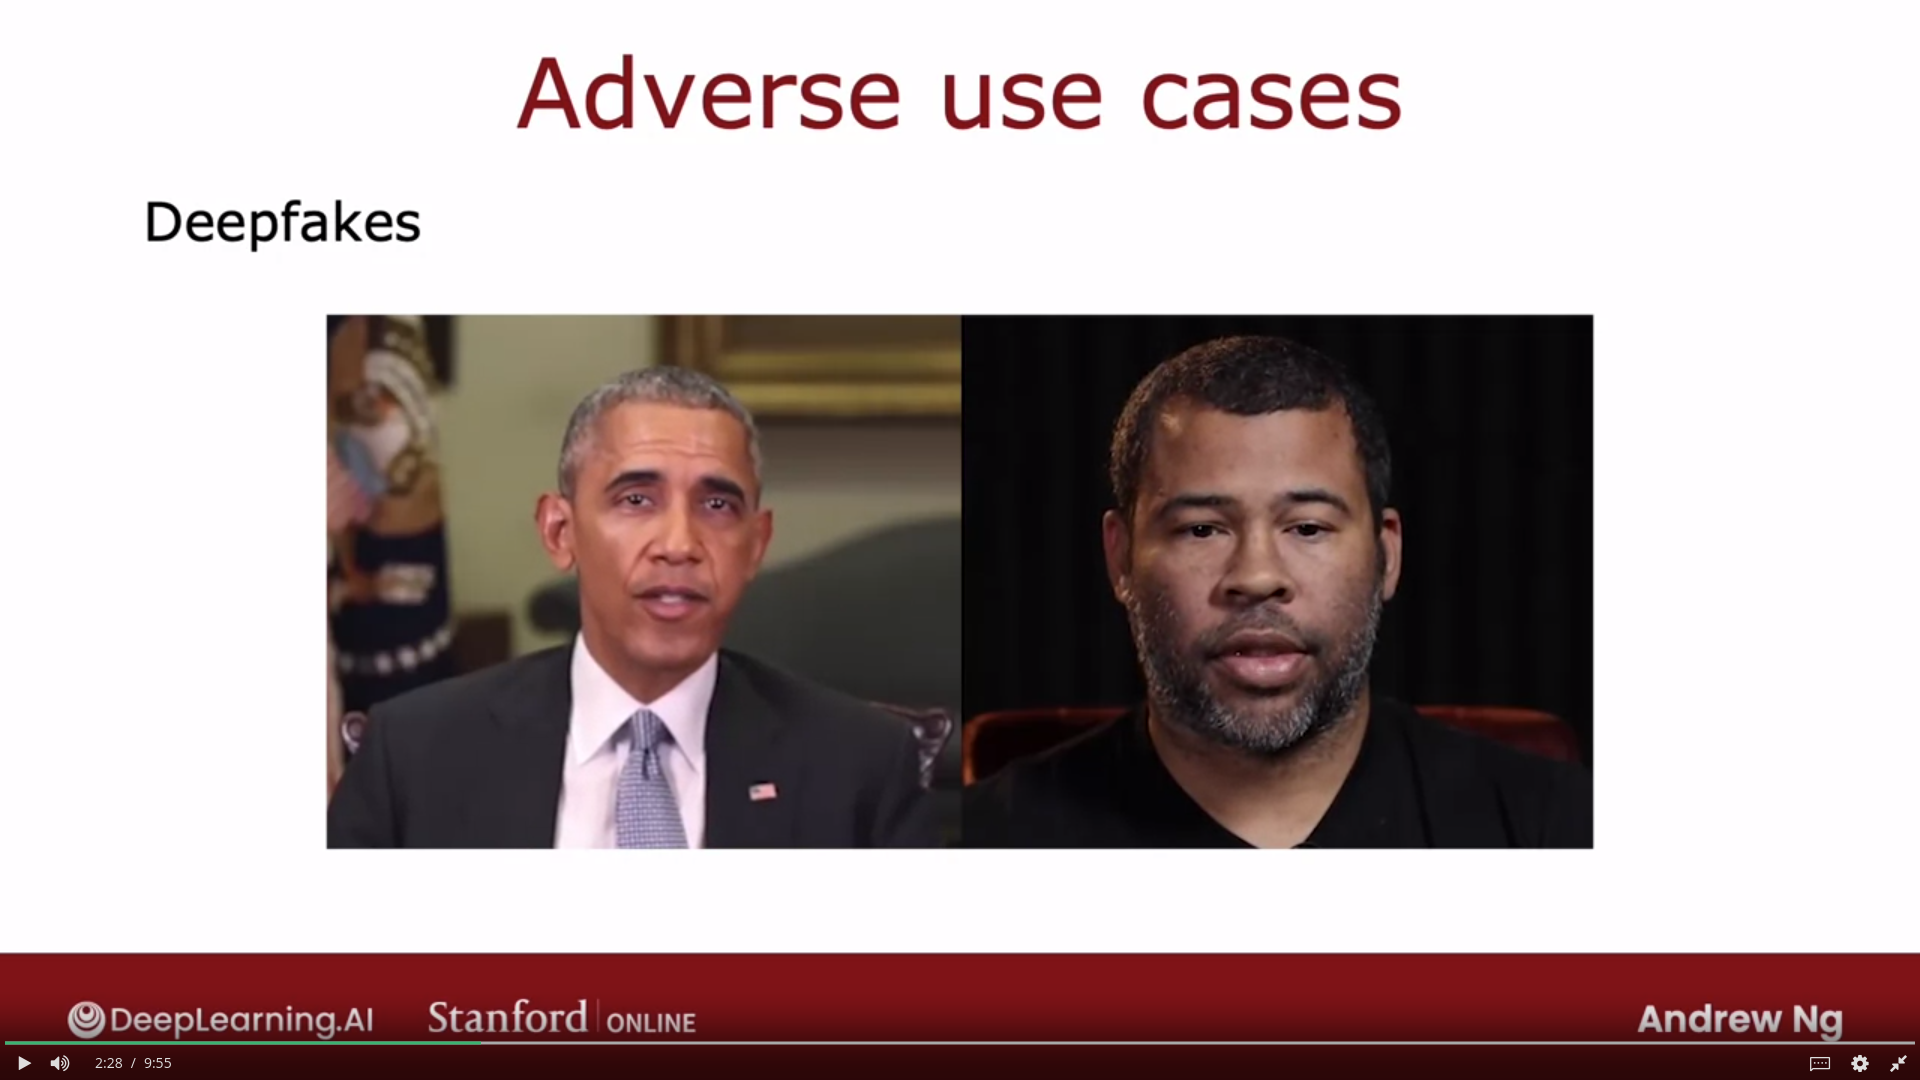 Adverse use cases
Deepfakes
DeepLearning.AI
Stanford ONLINE
Andrew Ng
2:28 / 9:55